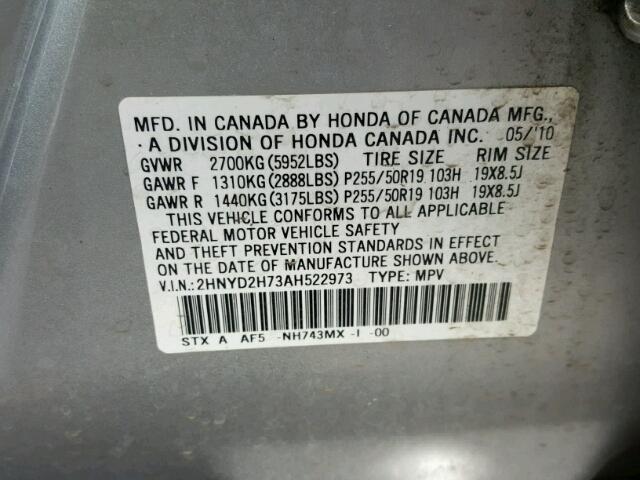 MFD. IN CANADA BY HONDA OF CANADA MFG.,
A DIVISION OF HONDA CANADA INC. 05/'10
GVWR 2700KG(5952LBS) TIRE SIZE RIM SIZE
GAWR F 1310KG(2888LBS) P255/50R19 103H 19X8.5J
GAWR R 1440KG(3175LBS) P255/50R19 103H 19X8.5J
THIS VEHICLE CONFORMS TO ALL APPLICABLE
FEDERAL MOTOR VEHICLE SAFETY
AND THEFT PREVENTION STANDARDS IN EFFECT
ON THE DATE OF MANUFACTURE SHOWN ABOVE.
V.I.N.: 2HNYD2H73AH522973 TYPE: MPV
STX A AF5 -NH743MX -I -00